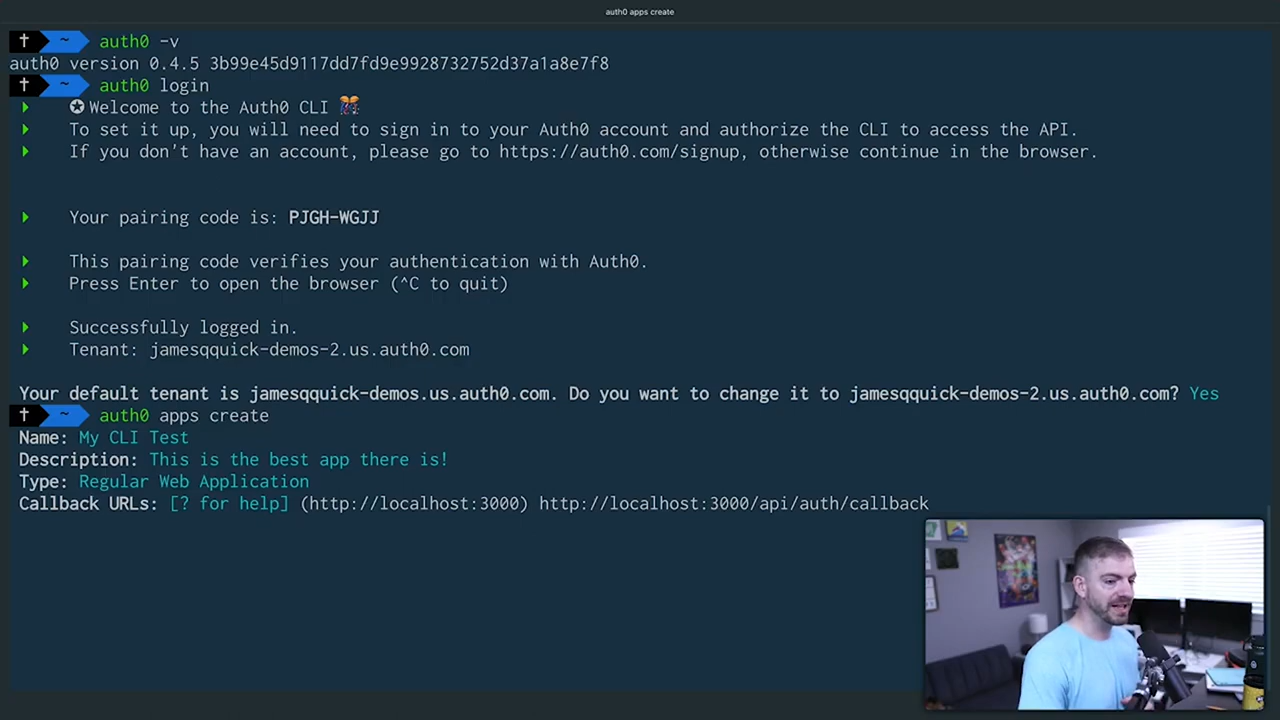 auth0 apps create
~ auth0 -v
auth0 version 0.4.5 3b99e45d9117dd7fd9e9928732752d37a1a8e7f8
~ auth0 login
Welcome to the Auth0 CLI
To set it up, you will need to sign in to your Auth0 account and authorize the CLI to access the API.
If you don't have an account, please go to https://auth0.com/signup, otherwise continue in the browser.
Your pairing code is: PJGH-WGJJ
This pairing code verifies your authentication with Auth0.
Press Enter to open the browser (^C to quit)
Successfully logged in.
Tenant: jamesqquick-demos-2.us.auth0.com
Your default tenant is jamesqquick-demos.us.auth0.com. Do you want to change it to jamesqquick-demos-2.us.auth0.com? Yes
~ auth0 apps create
Name: My CLI Test
Description: This is the best app there is!
Type: Regular Web Application
Callback URLs: [? for help] (http://localhost:3000) http://localhost:3000/api/auth/callback